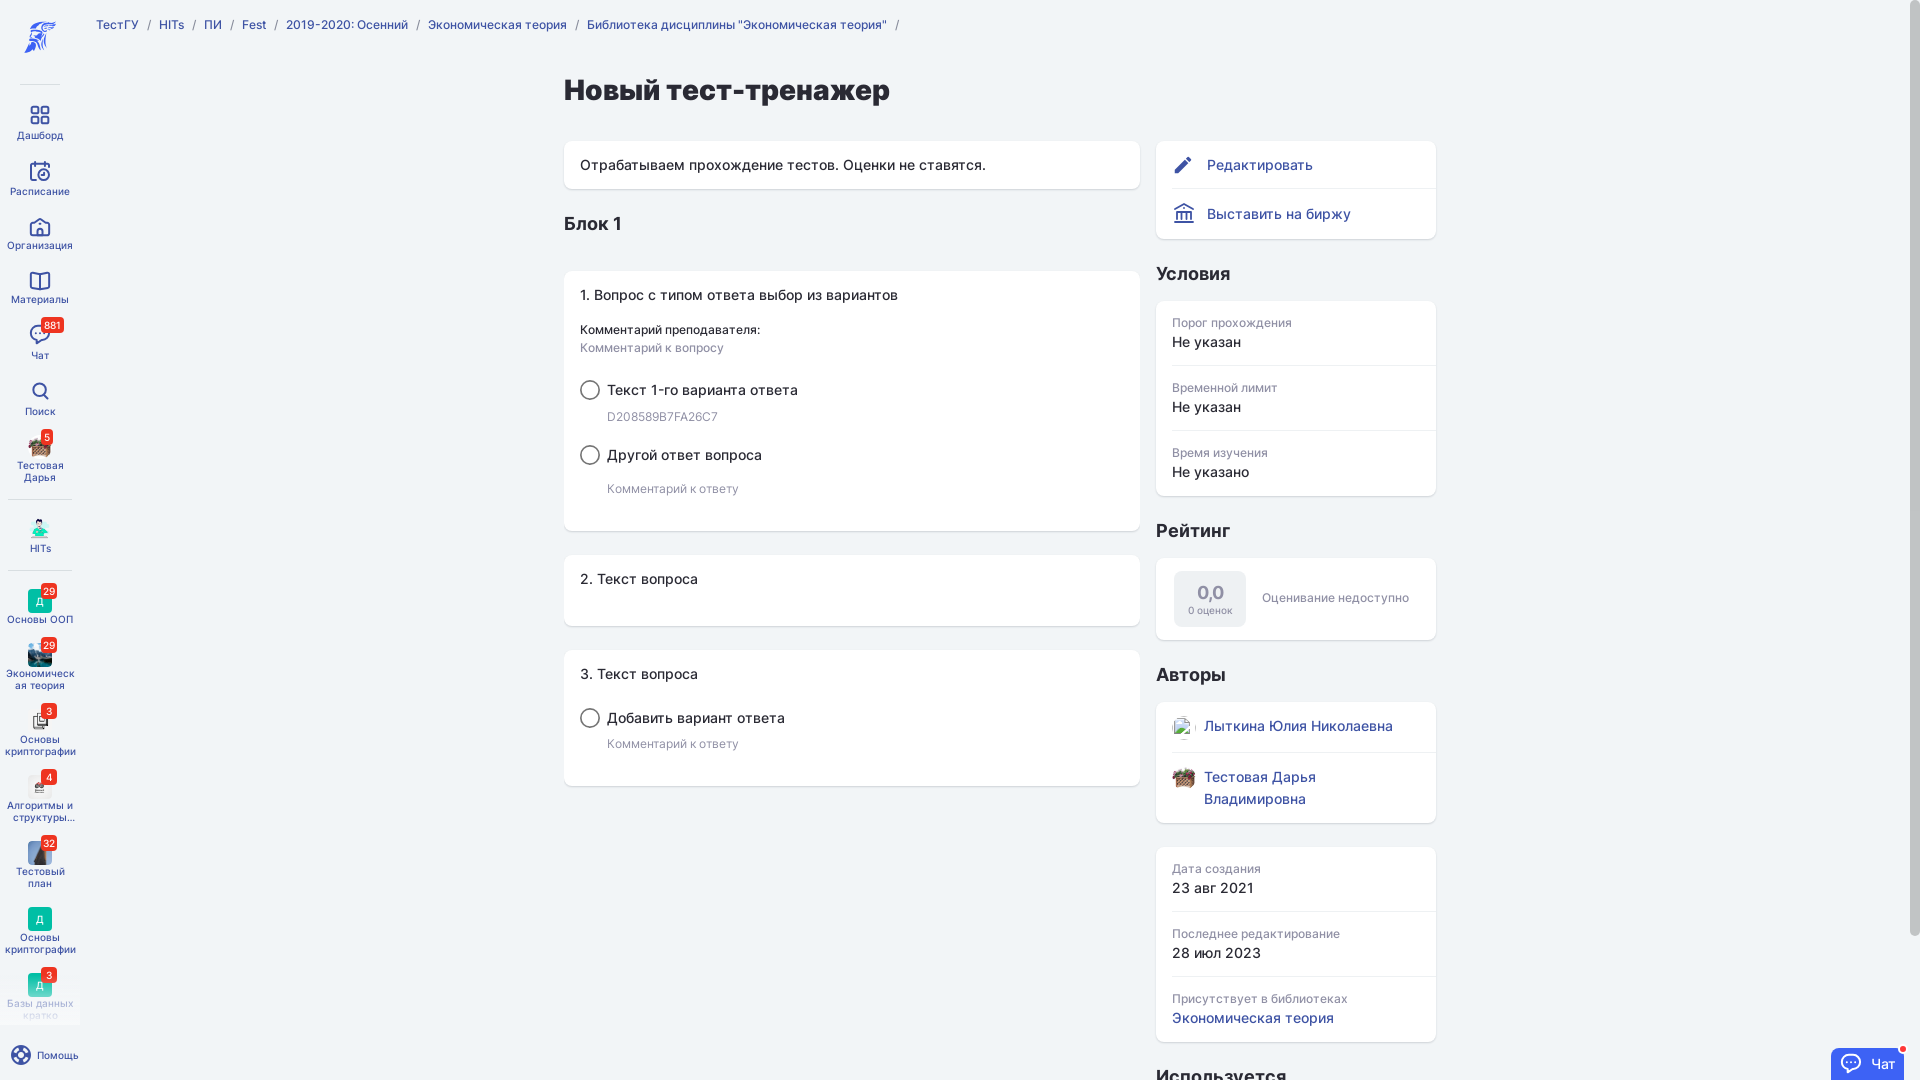 ТестГУ / HITs / ПИ / Fest / 2019-2020: Осенний / Экономическая теория / Библиотека дисциплины "Экономическая теория" /
Дашборд
Расписание
Организация
Материалы
881
Чат
Поиск
5
Тестовая
Дарья
HITs
29
Д
Основы ООП
29
Экономическ
ая теория
3
Основы
криптографии
4
Алгоритмы и
структуры...
32
Тестовый
план
Д
Основы
криптографии
3
Д
Базы данных
кратко
Помощь
Новый тест-тренажер
Отрабатываем прохождение тестов. Оценки не ставятся.
Блок 1
1. Вопрос с типом ответа выбор из вариантов
Комментарий преподавателя:
Комментарий к вопросу
Текст 1-го варианта ответа
D208589B7FA26C7
Другой ответ вопроса
Комментарий к ответу
2. Текст вопроса
3. Текст вопроса
Добавить вариант ответа
Комментарий к ответу
Редактировать
Выставить на биржу
Условия
Порог прохождения
Не указан
Временной лимит
Не указан
Время изучения
Не указано
Рейтинг
0,0
0 оценок
Оценивание недоступно
Авторы
Лыткина Юлия Николаевна
Тестовая Дарья
Владимировна
Дата создания
23 авг 2021
Последнее редактирование
28 июл 2023
Присутствует в библиотеках
Экономическая теория
Используется
Чат